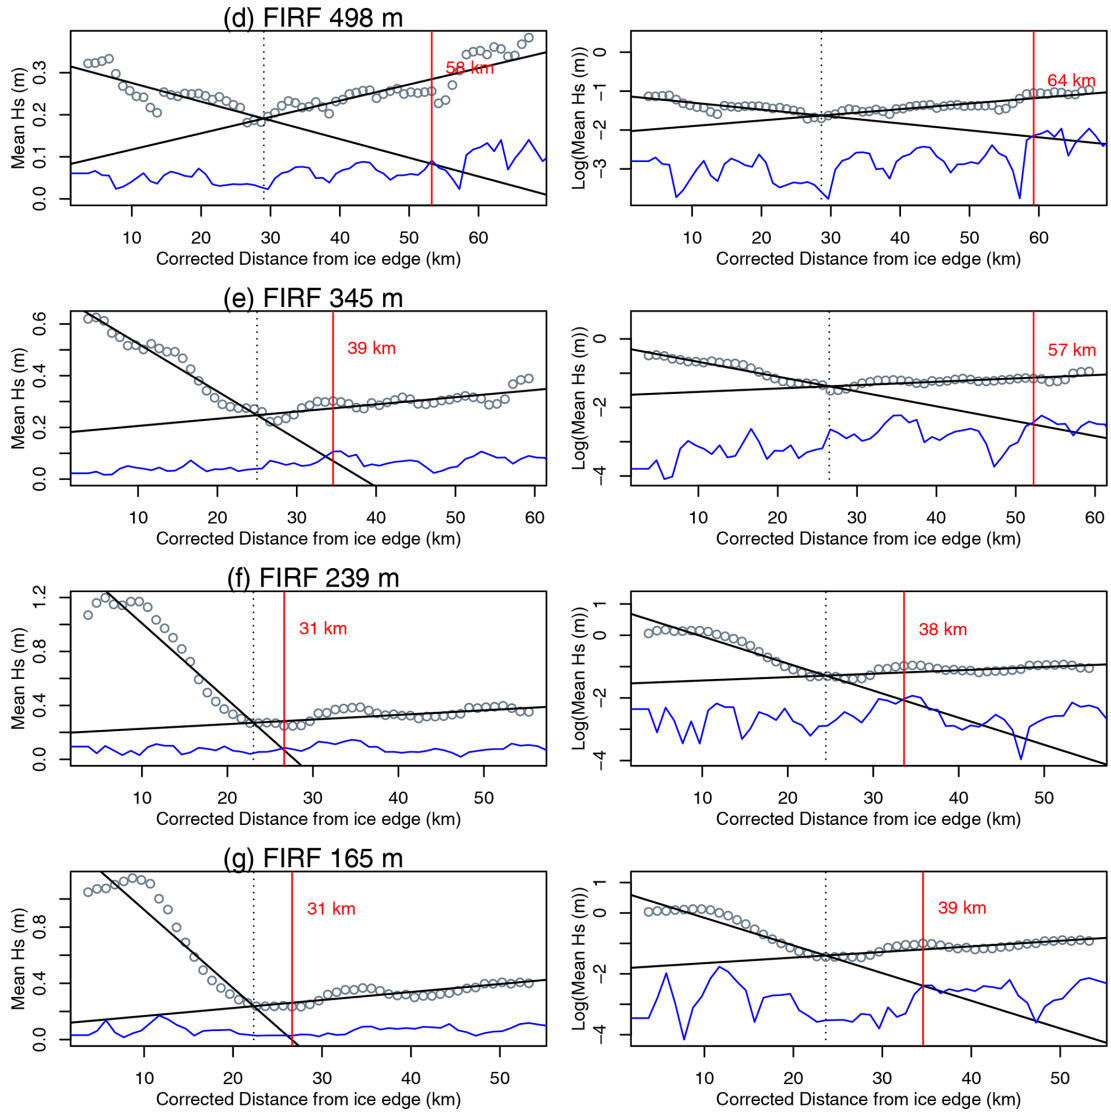 (d) FIRF 498 m
Mean Hs (m)
0.0 0.1 0.2 0.3
58 km
10 20 30 40 50 60
Corrected Distance from ice edge (km)
Log(Mean Hs (m))
−3 −2 −1 0
64 km
10 20 30 40 50 60
Corrected Distance from ice edge (km)
(e) FIRF 345 m
Mean Hs (m)
0.0 0.2 0.4 0.6
39 km
10 20 30 40 50 60
Corrected Distance from ice edge (km)
Log(Mean Hs (m))
−4 −2 0
57 km
10 20 30 40 50 60
Corrected Distance from ice edge (km)
(f) FIRF 239 m
Mean Hs (m)
0.0 0.4 0.8 1.2
31 km
10 20 30 40 50
Corrected Distance from ice edge (km)
Log(Mean Hs (m))
−4 −2 0 1
38 km
10 20 30 40 50
Corrected Distance from ice edge (km)
(g) FIRF 165 m
Mean Hs (m)
0.0 0.4 0.8
31 km
10 20 30 40 50
Corrected Distance from ice edge (km)
Log(Mean Hs (m))
−4 −2 0 1
39 km
10 20 30 40 50
Corrected Distance from ice edge (km)